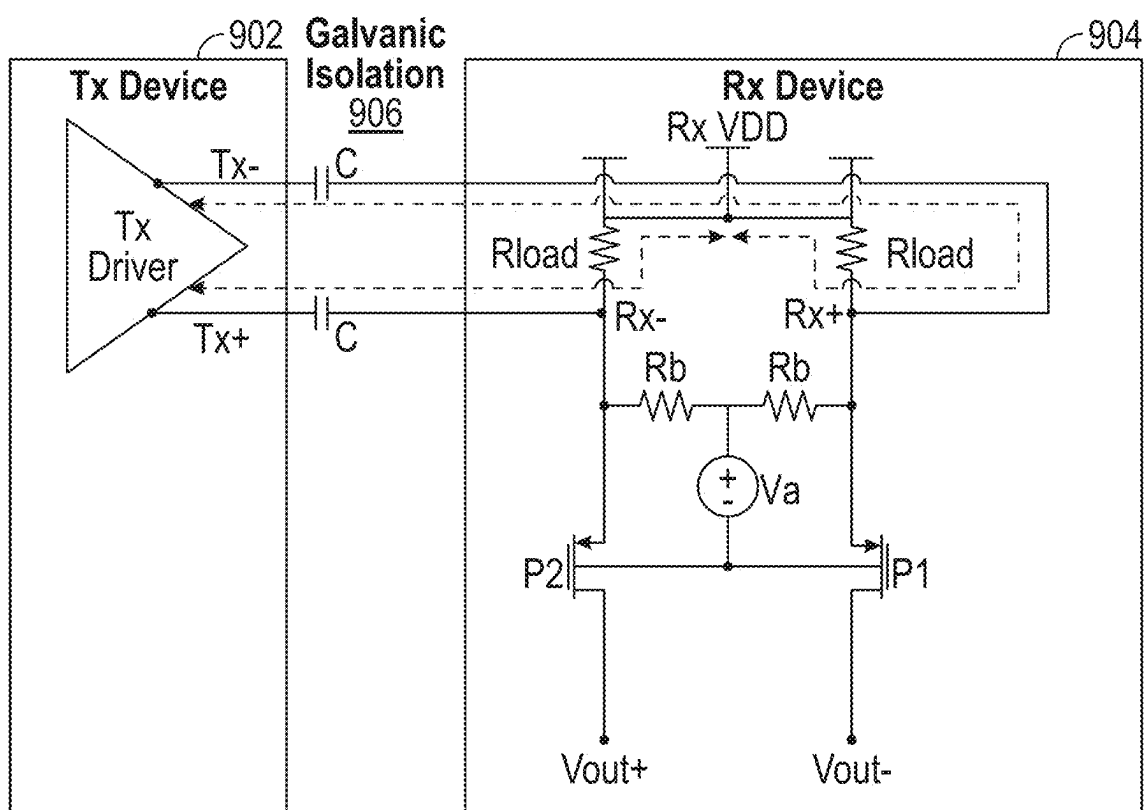 902
Galvanic
Isolation
906
904
Tx Device
Rx Device
Rx VDD
Tx-
C
Tx
Driver
Rload
Rload
Tx+
C
Rx-
Rx+
Rb
Rb
+
-
Va
P2
P1
Vout+
Vout-